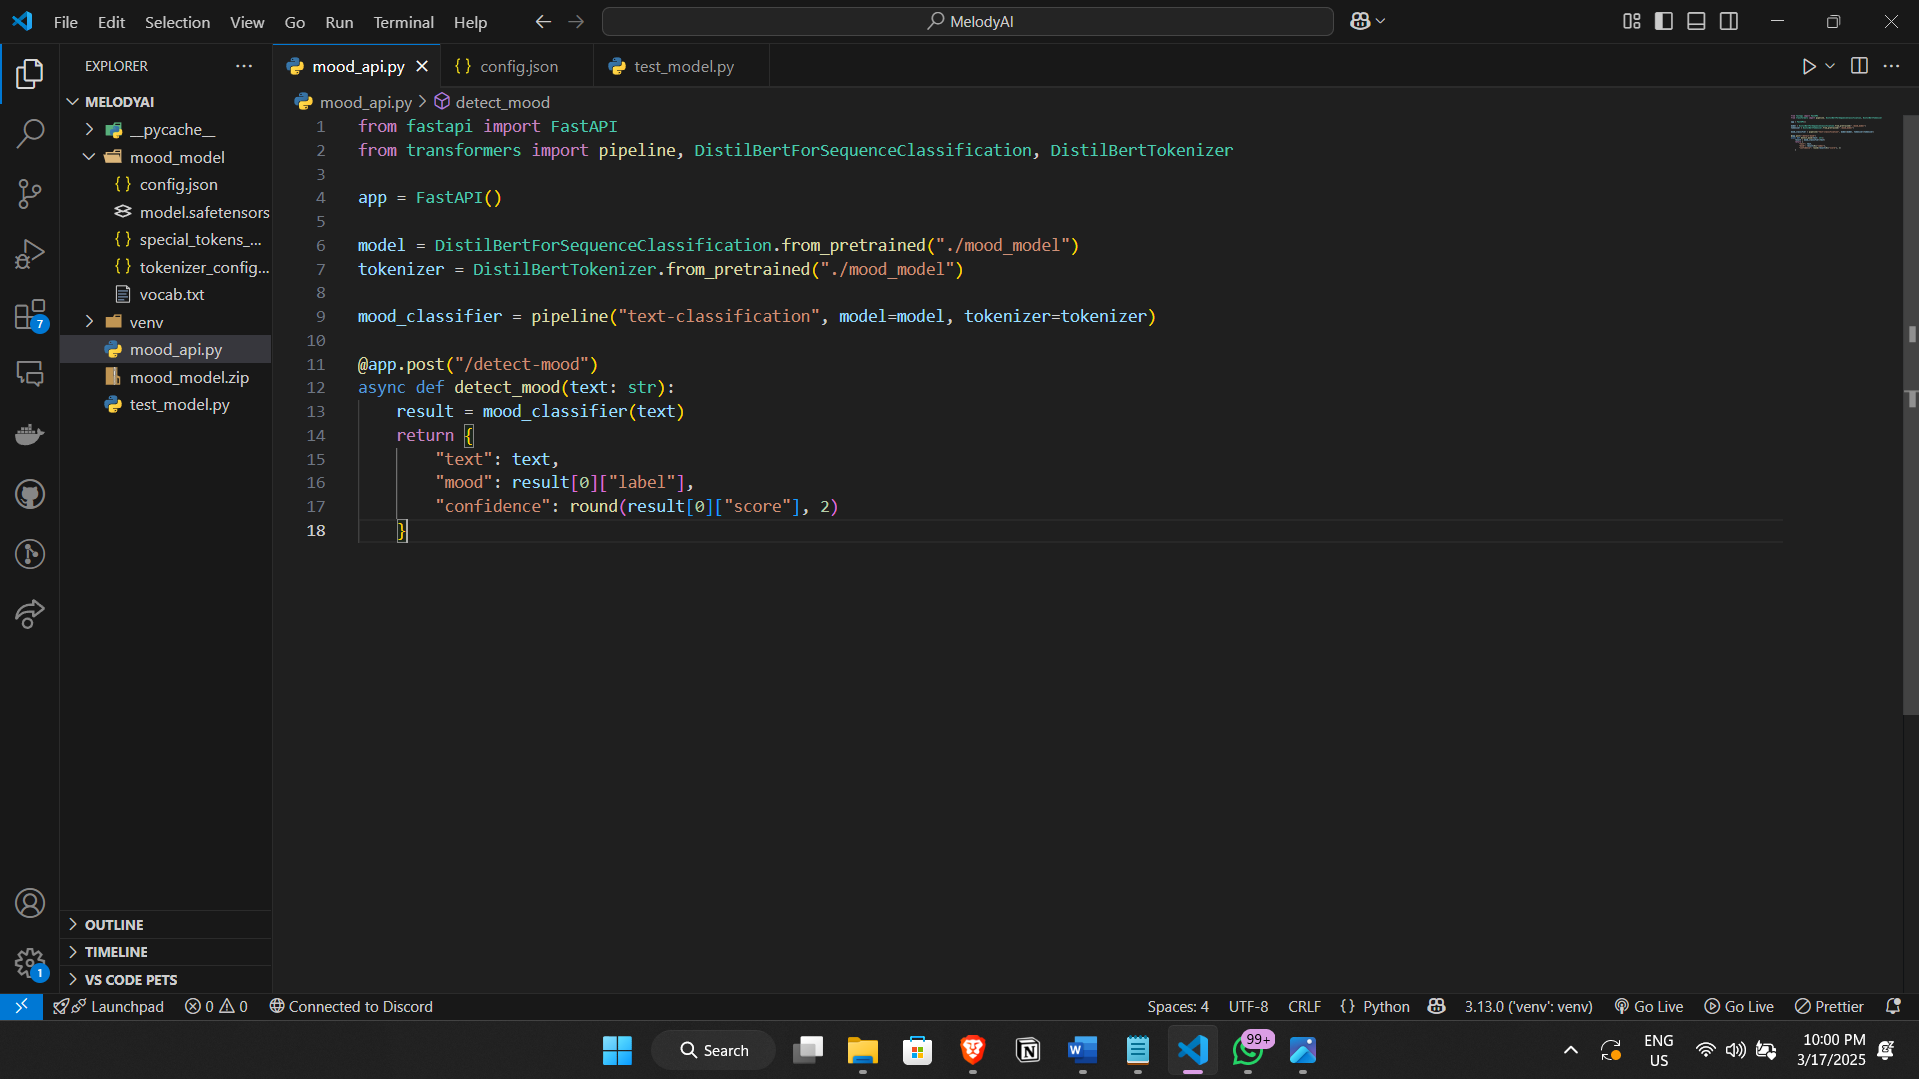 File Edit Selection View Go Run Terminal Help
MelodyAI
EXPLORER
MELODYAI
__pycache__
mood_model
config.json
model.safetensors
special_tokens_...
tokenizer_config...
vocab.txt
venv
mood_api.py
mood_model.zip
test_model.py
OUTLINE
TIMELINE
VS CODE PETS
7
1
mood_api.py config.json test_model.py
mood_api.py > detect_mood
1 from fastapi import FastAPI
2 from transformers import pipeline, DistilBertForSequenceClassification, DistilBertTokenizer
3
4 app = FastAPI()
5
6 model = DistilBertForSequenceClassification.from_pretrained("./mood_model")
7 tokenizer = DistilBertTokenizer.from_pretrained("./mood_model")
8
9 mood_classifier = pipeline("text-classification", model=model, tokenizer=tokenizer)
10
11 @app.post("/detect-mood")
12 async def detect_mood(text: str):
13     result = mood_classifier(text)
14     return {
15         "text": text,
16         "mood": result[0]["label"],
17         "confidence": round(result[0]["score"], 2)
18     }
Launchpad 0 0 Connected to Discord Spaces: 4 UTF-8 CRLF {} Python 3.13.0 ('venv': venv) Go Live Go Live Prettier
Search
99+
ENG
US
10:00 PM
3/17/2025